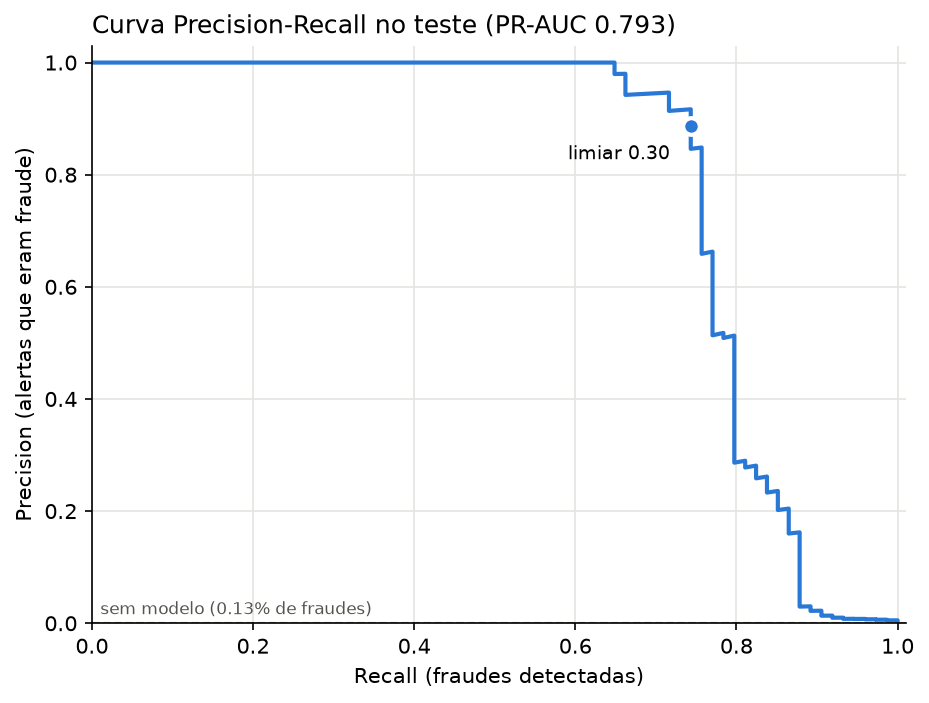 Curva Precision-Recall no teste (PR-AUC 0.793)
Precision (alertas que eram fraude)
1.0
0.8
0.6
0.4
0.2
0.0
limiar 0.30
sem modelo (0.13% de fraudes)
0.0 0.2 0.4 0.6 0.8 1.0
Recall (fraudes detectadas)